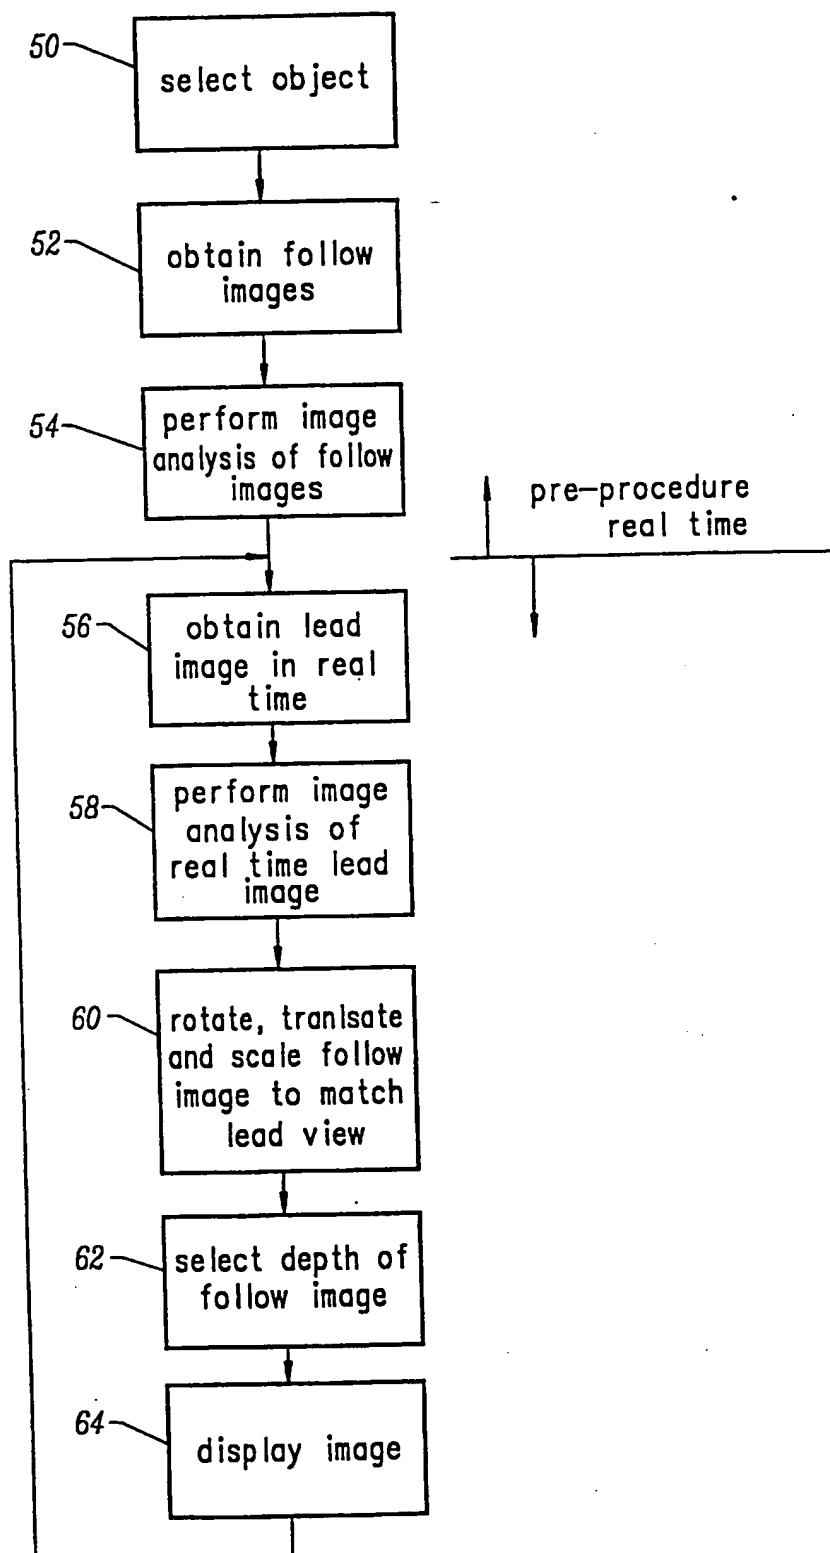 50
select object
52
obtain follow
images
54
perform image
analysis of follow
images
pre-procedure
real time
56
obtain lead
image in real
time
58
perform image
analysis of
real time lead
image
60
rotate, tranlsate
and scale follow
image to match
lead view
62
select depth of
follow image
64
display image